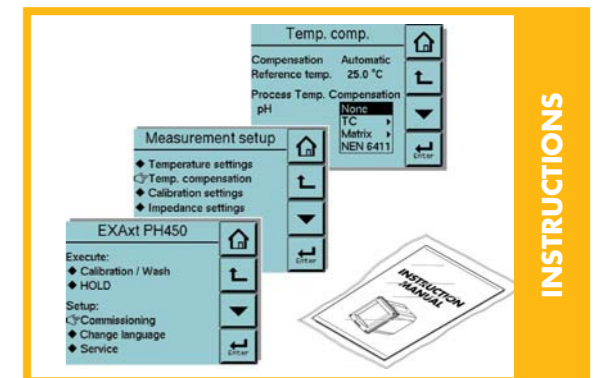 Temp. comp.
Compensation Automatic
Reference temp. 25.0 °C
Process Temp. Compensation
pH None
TC
Matrix
NEN 6411
Enter
Measurement setup
Temperature settings
Temp. compensation
Calibration settings
Impedance settings
Enter
EXAxt PH450
Execute:
Calibration / Wash
HOLD
Setup:
Commissioning
Change language
Service
Enter
INSTRUCTION
MANUAL
INSTRUCTIONS